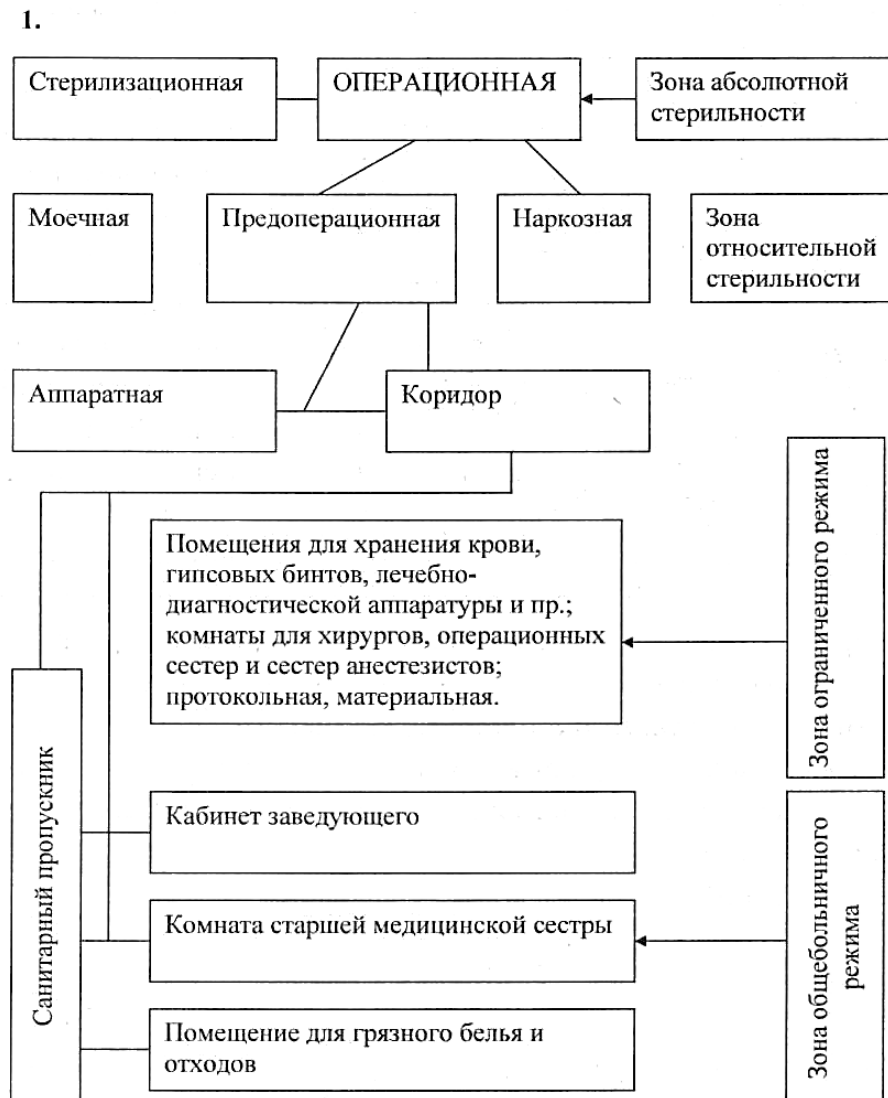 1.
Стерилизационная
ОПЕРАЦИОННАЯ
Зона абсолютной
стерильности
Моечная
Предоперационная
Наркозная
Зона
относительной
стерильности
Аппаратная
Коридор
Зона ограниченного режима
Помещения для хранения крови,
гипсовых бинтов, лечебно-
диагностической аппаратуры и пр.;
комнаты для хирургов, операционных
сестер и сестер анестезистов;
протокольная, материальная.
Санитарный пропускник
Кабинет заведующего
Комната старшей медицинской сестры
Помещение для грязного белья и
отходов
Зона общебольничного
режима